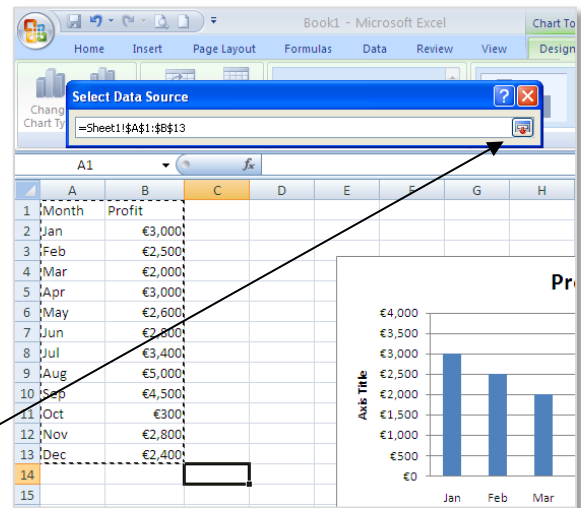 Book1 - Microsoft Excel
Chart To
Home Insert Page Layout Formulas Data Review View Design
Chang
Chart Ty
Select Data Source
=Sheet1!$A$1:$B$13
A1 fx
A B C D E F G H
1 Month Profit
2 Jan €3,000
3 Feb €2,500
4 Mar €2,000
5 Apr €3,000
6 May €2,600
7 Jun €2,800
8 Jul €3,400
9 Aug €5,000
10 Sep €4,500
11 Oct €300
12 Nov €2,800
13 Dec €2,400
14
15
Pr
Axis Title
€4,000
€3,500
€3,000
€2,500
€2,000
€1,500
€1,000
€500
€0
Jan Feb Mar